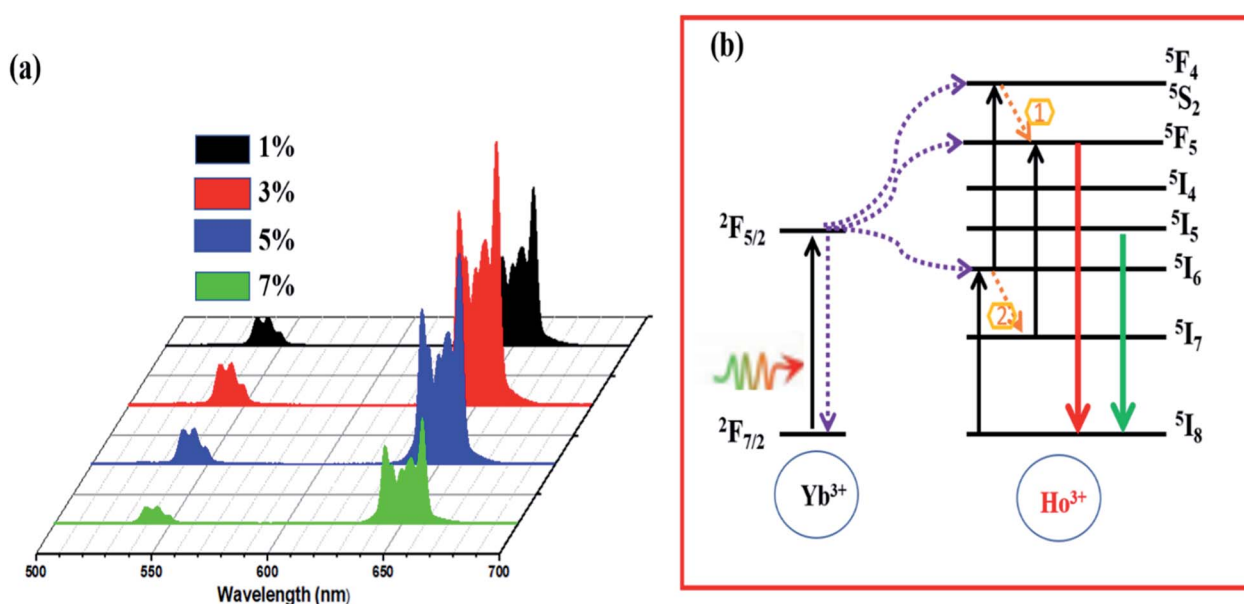 (a)
1%
3%
5%
7%
500 550 600 650 700
Wavelength (nm)
(b)
⁵F₄
⁵S₂
1
⁵F₅
⁵I₄
²F₅/₂
⁵I₅
⁵I₆
2
⁵I₇
²F₇/₂
⁵I₈
Yb³⁺
Ho³⁺